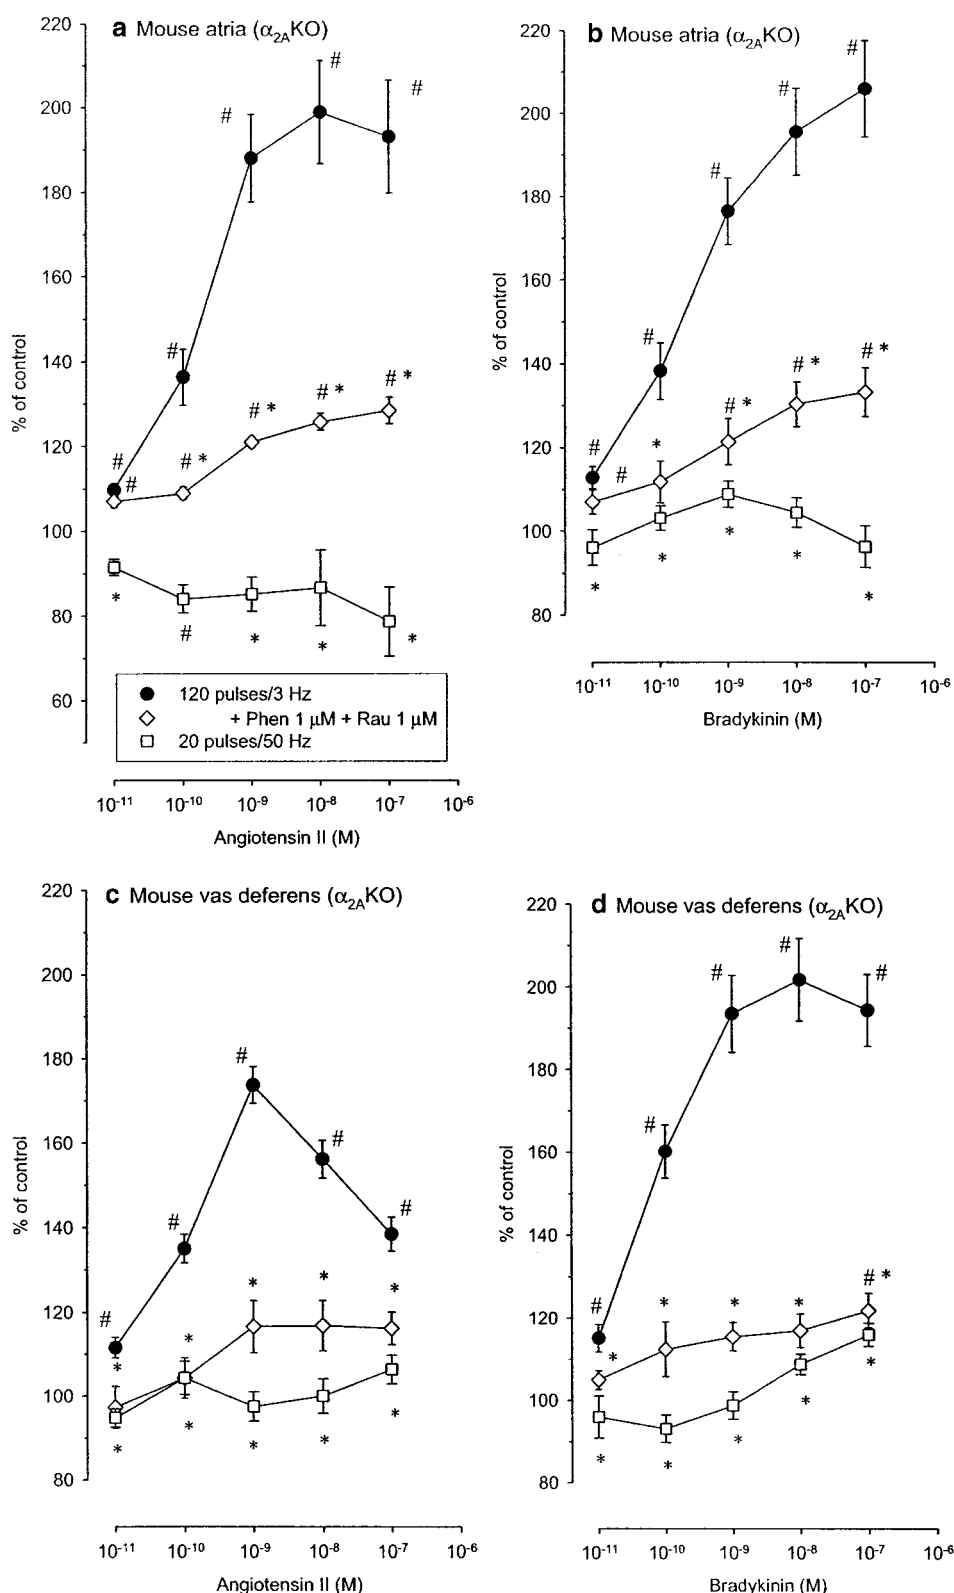 a Mouse atria (α2AKO)
220
200
180
160
140
120
100
80
60
% of control
# # # # #
# # * # * # * # *
* # * * *
120 pulses/3 Hz
+ Phen 1 μM + Rau 1 μM
20 pulses/50 Hz
10-11 10-10 10-9 10-8 10-7 10-6
Angiotensin II (M)
b Mouse atria (α2AKO)
220
200
180
160
140
120
100
80
% of control
# # # # #
# * # * # * # *
* * * * *
10-11 10-10 10-9 10-8 10-7 10-6
Bradykinin (M)
c Mouse vas deferens (α2AKO)
220
200
180
160
140
120
100
80
% of control
# # # # #
* * * * *
* * * * *
10-11 10-10 10-9 10-8 10-7 10-6
Angiotensin II (M)
d Mouse vas deferens (α2AKO)
220
200
180
160
140
120
100
80
% of control
# # # # #
* * * * # *
* * * * *
10-11 10-10 10-9 10-8 10-7 10-6
Bradykinin (M)